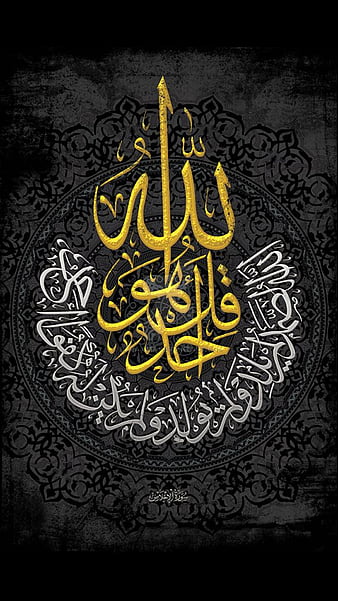 قل هو الله أحد
الله الصمد لم يلد ولم يولد ولم يكن له كفوا أحد
سورة الإخلاص